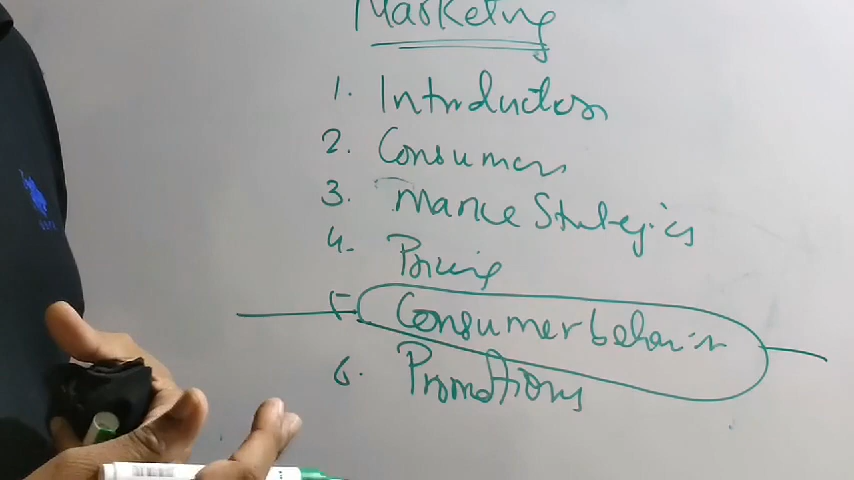 Marketing
1. Introduction
2. Consumers
3. Strategies
4. Pricing
5 Consumer behavior
6. Promotions